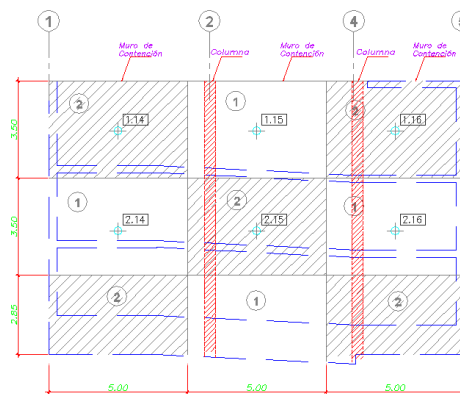 1 2 4
Muro de Contención Columna Muro de Contención Columna Muro de Contención
2 1 2
1.14 1.15 1.16
3.50
1 2 1
2.14 2.15 2.16
3.50
2 1 2
2.85
5.00 5.00 5.00